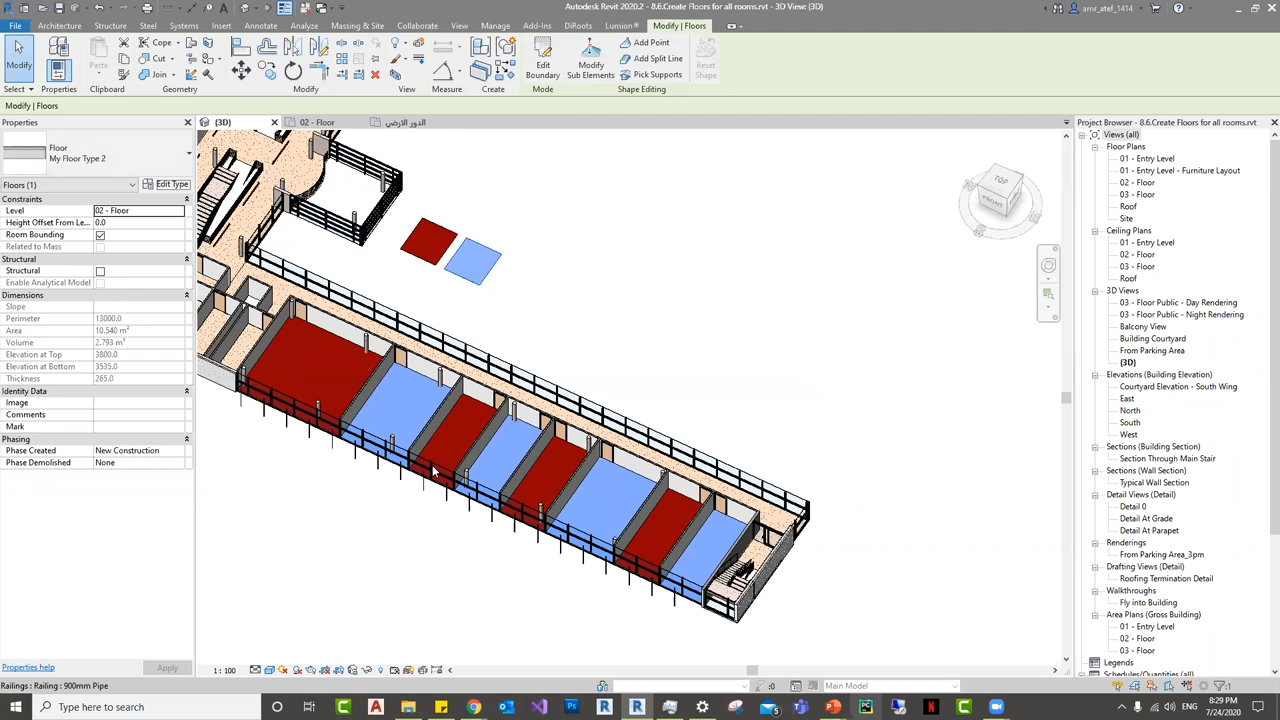 Autodesk Revit 2020.2 - 8.6.Create Floors for all rooms.rvt - 3D View: {3D}
amr_atef_1414
File
Architecture
Structure
Steel
Systems
Insert
Annotate
Analyze
Massing & Site
Collaborate
View
Manage
Add-Ins
DiRoots
Lumion®
Modify | Floors
Modify
Properties
Paste
Cope
Cut
Join
Edit
Boundary
Modify
Sub Elements
Add Point
Add Split Line
Pick Supports
Reset
Shape
Select
Properties
Clipboard
Geometry
Modify
View
Measure
Create
Mode
Shape Editing
Modify | Floors
Properties
{3D}
02 - Floor
الدور الارضي
Project Browser - 8.6.Create Floors for all rooms.rvt
Floor
My Floor Type 2
Floors (1)
Edit Type
Constraints
Level 02 - Floor
Height Offset From Le... 0.0
Room Bounding
Related to Mass
Structural
Structural
Enable Analytical Model
Dimensions
Slope
Perimeter 13000.0
Area 10.540 m²
Volume 2.793 m³
Elevation at Top 3800.0
Elevation at Bottom 3535.0
Thickness 265.0
Identity Data
Image
Comments
Mark
Phasing
Phase Created New Construction
Phase Demolished None
Properties help
Apply
TOP
FRONT
Views (all)
Floor Plans
01 - Entry Level
01 - Entry Level - Furniture Layout
02 - Floor
03 - Floor
Roof
Site
Ceiling Plans
01 - Entry Level
02 - Floor
03 - Floor
Roof
3D Views
03 - Floor Public - Day Rendering
03 - Floor Public - Night Rendering
Balcony View
Building Courtyard
From Parking Area
{3D}
Elevations (Building Elevation)
Courtyard Elevation - South Wing
East
North
South
West
Sections (Building Section)
Section Through Main Stair
Sections (Wall Section)
Typical Wall Section
Detail Views (Detail)
Detail 0
Detail At Grade
Detail At Parapet
Renderings
From Parking Area_3pm
Drafting Views (Detail)
Roofing Termination Detail
Walkthroughs
Fly into Building
Area Plans (Gross Building)
01 - Entry Level
02 - Floor
03 - Floor
Legends
Schedules/Quantities (all)
1 : 100
Railings : Railing : 900mm Pipe
:0
Main Model
:1
Type here to search
8:29 PM
7/24/2020